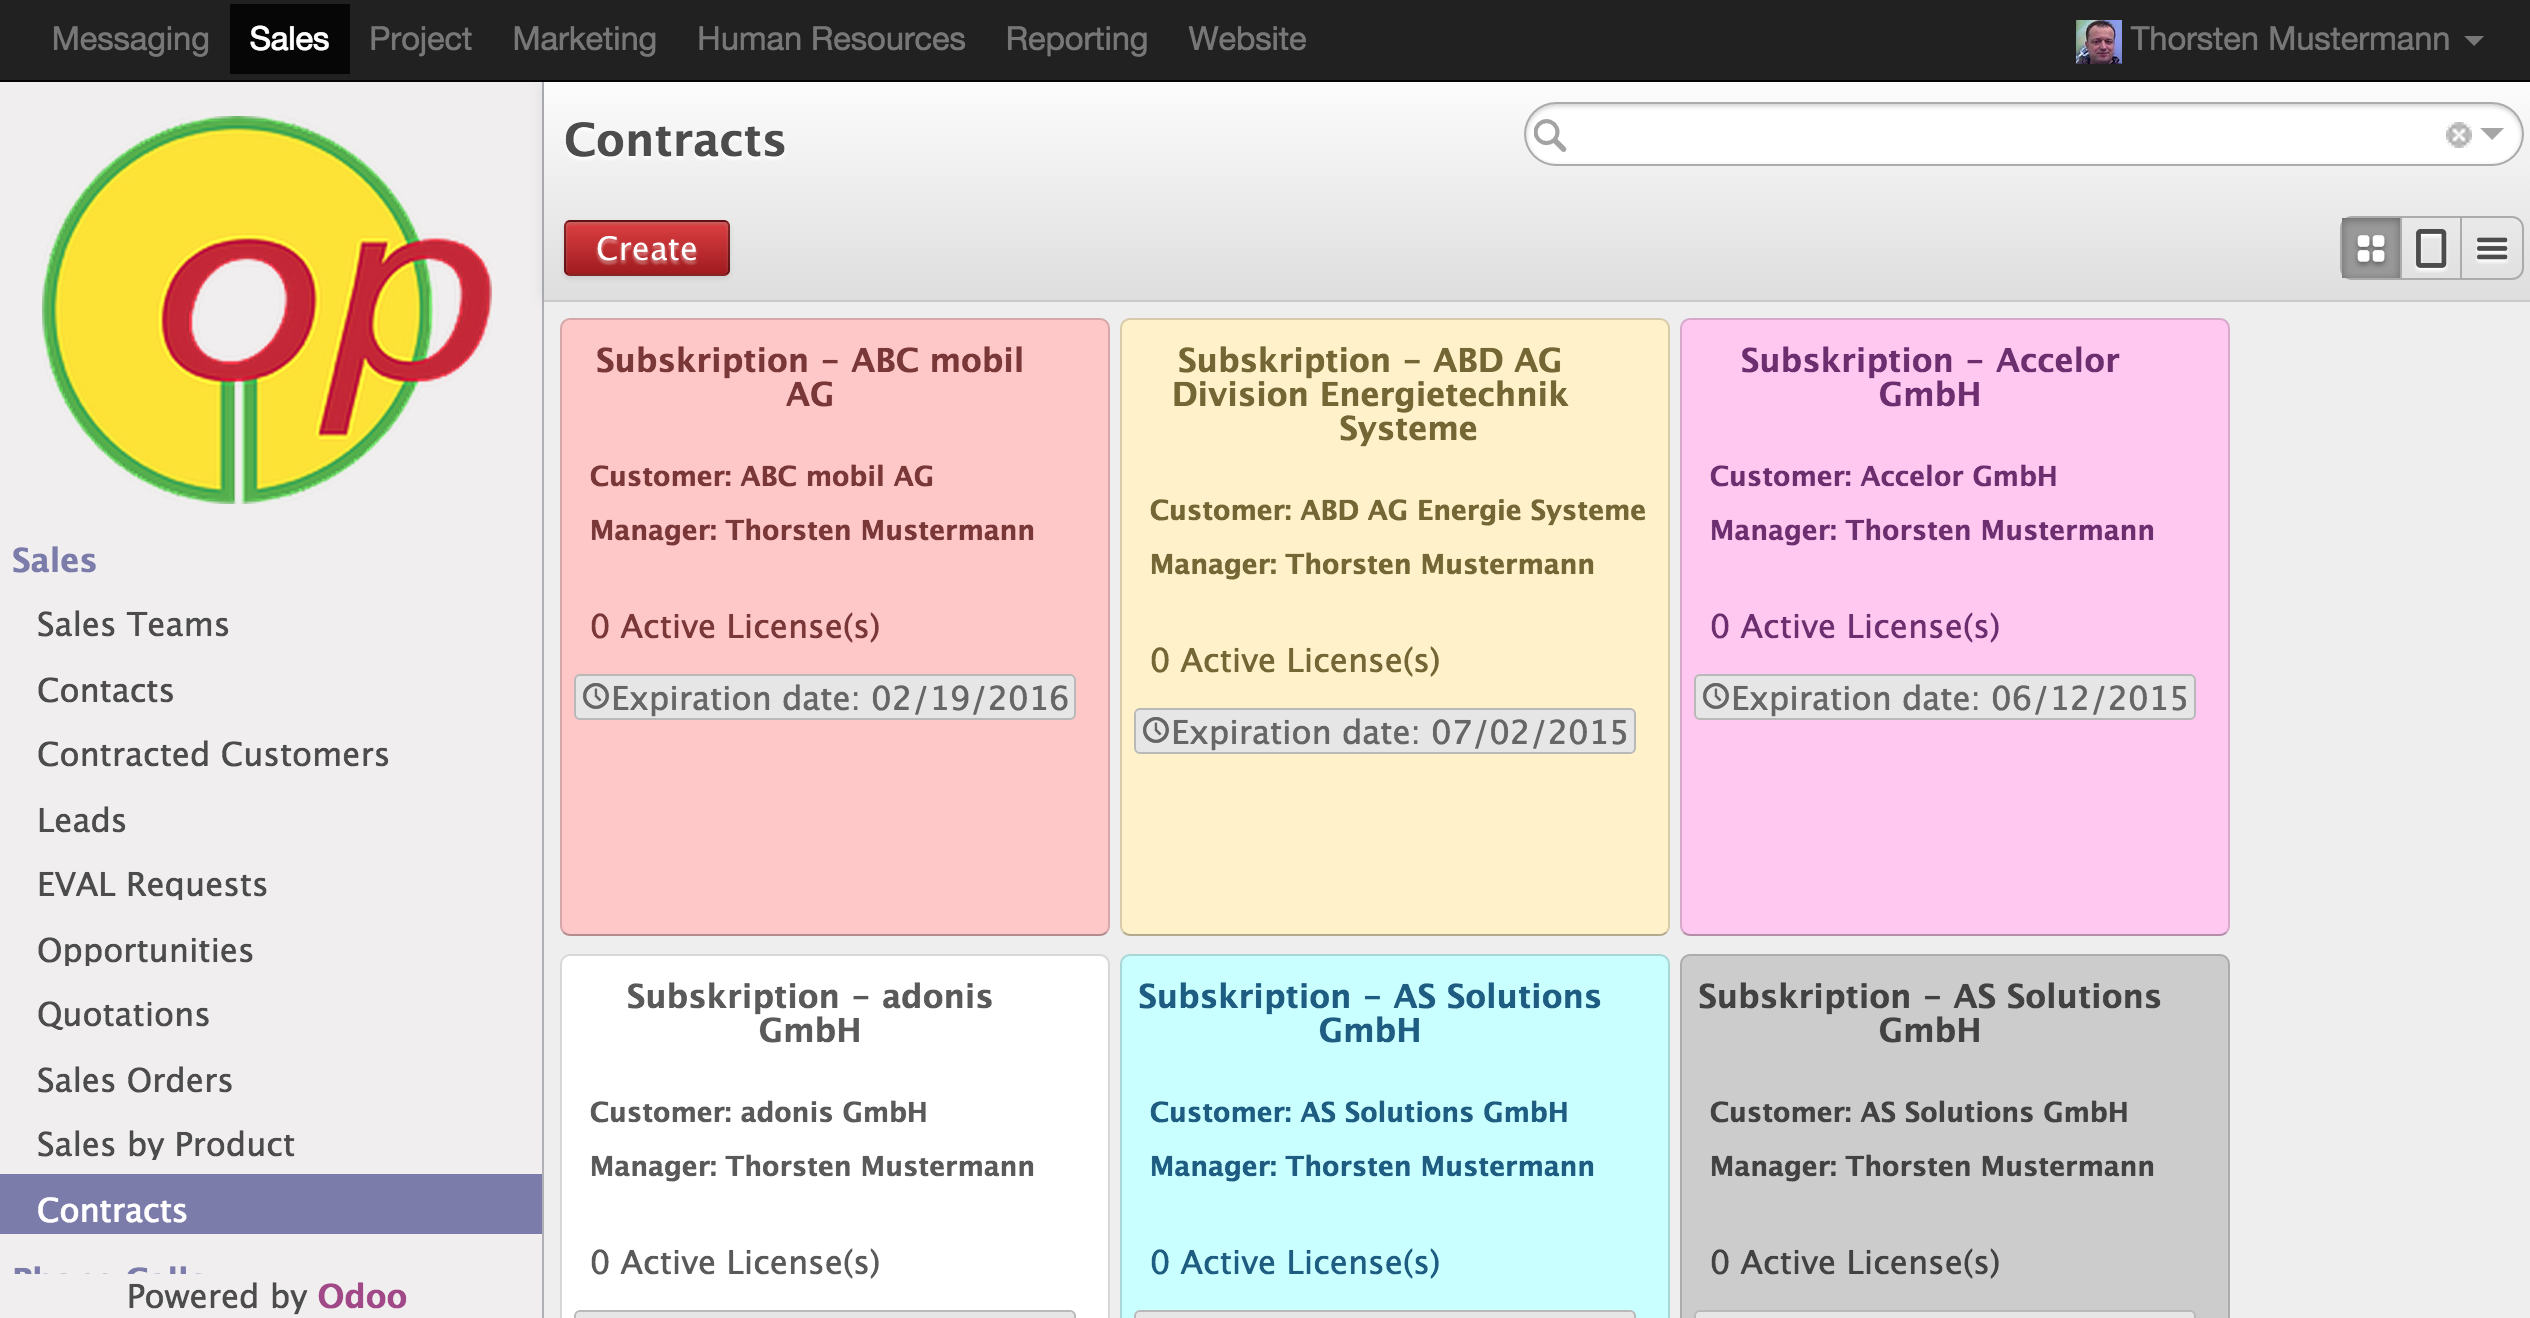 Messaging Sales Project Marketing Human Resources Reporting Website Thorsten Mustermann
op
Contracts
Create
Sales
Sales Teams
Contacts
Contracted Customers
Leads
EVAL Requests
Opportunities
Quotations
Sales Orders
Sales by Product
Contracts
Phone Calls
Powered by Odoo
Subskription – ABC mobil
AG
Customer: ABC mobil AG
Manager: Thorsten Mustermann
0 Active License(s)
Expiration date: 02/19/2016
Subskription – ABD AG
Division Energietechnik
Systeme
Customer: ABD AG Energie Systeme
Manager: Thorsten Mustermann
0 Active License(s)
Expiration date: 07/02/2015
Subskription – Accelor
GmbH
Customer: Accelor GmbH
Manager: Thorsten Mustermann
0 Active License(s)
Expiration date: 06/12/2015
Subskription – adonis
GmbH
Customer: adonis GmbH
Manager: Thorsten Mustermann
0 Active License(s)
Subskription – AS Solutions
GmbH
Customer: AS Solutions GmbH
Manager: Thorsten Mustermann
0 Active License(s)
Subskription – AS Solutions
GmbH
Customer: AS Solutions GmbH
Manager: Thorsten Mustermann
0 Active License(s)